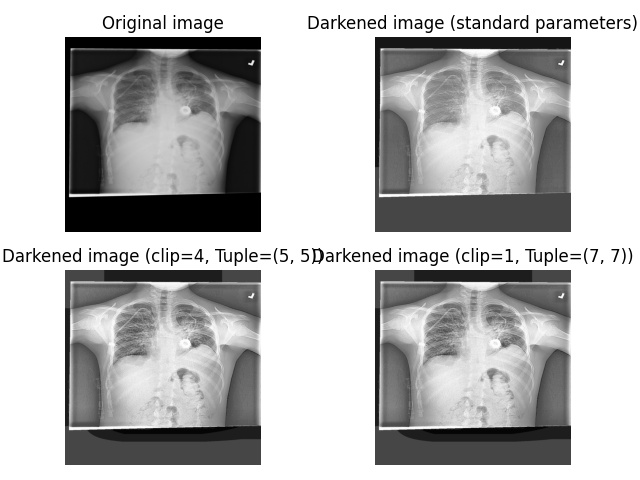 Original image
Darkened image (standard parameters)
Darkened image (clip=4, Tuple=(5, 5))
Darkened image (clip=1, Tuple=(7, 7))